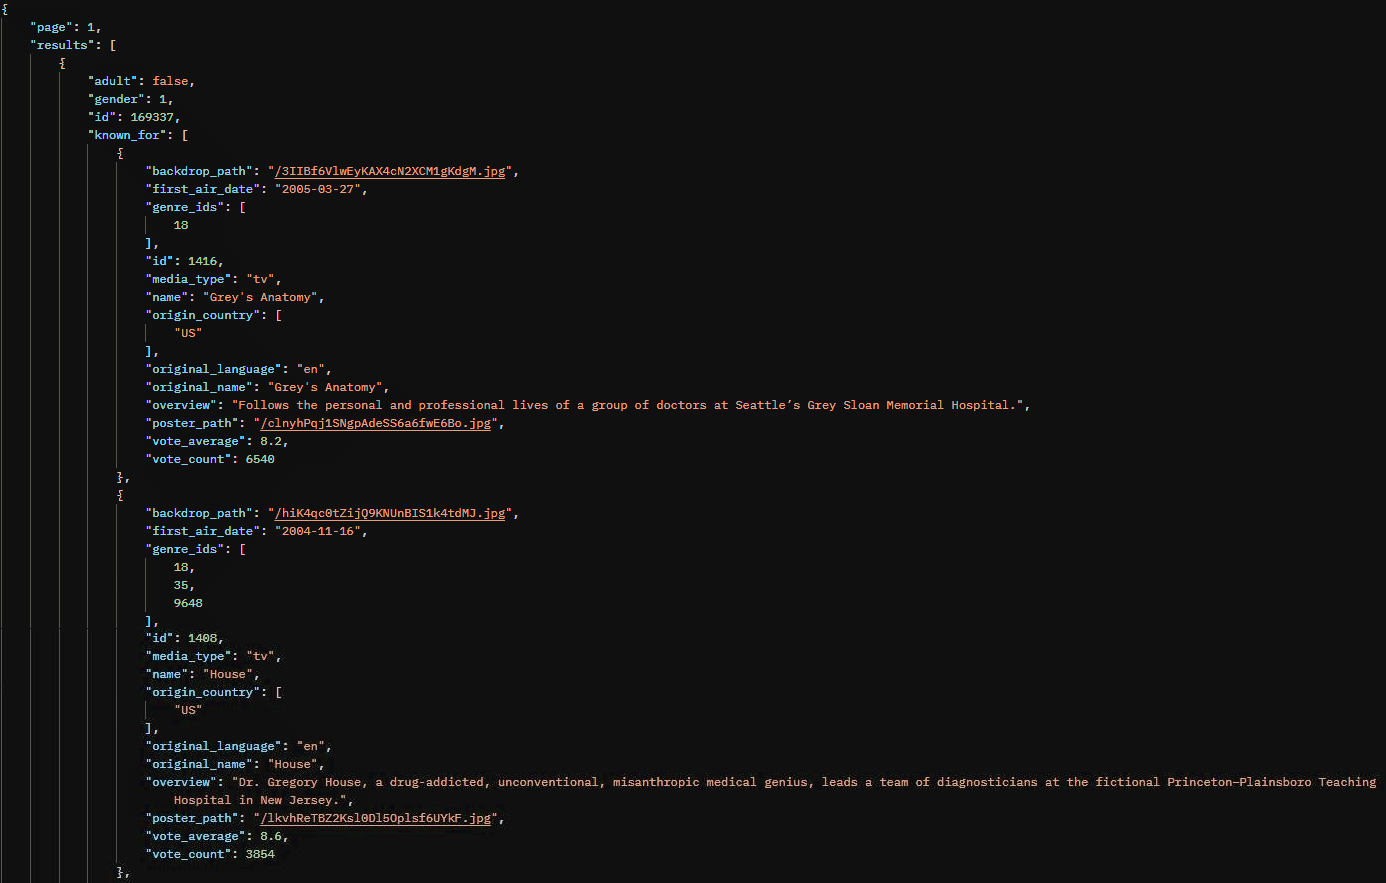 {
"page": 1,
"results": [
{
"adult": false,
"gender": 1,
"id": 169337,
"known_for": [
{
"backdrop_path": "/3IIBf6VlwEyKAX4cN2XCM1gKdgM.jpg",
"first_air_date": "2005-03-27",
"genre_ids": [
18
],
"id": 1416,
"media_type": "tv",
"name": "Grey's Anatomy",
"origin_country": [
"US"
],
"original_language": "en",
"original_name": "Grey's Anatomy",
"overview": "Follows the personal and professional lives of a group of doctors at Seattle’s Grey Sloan Memorial Hospital.",
"poster_path": "/clnyhPqj1SNgpAdeSS6a6fwE6Bo.jpg",
"vote_average": 8.2,
"vote_count": 6540
},
{
"backdrop_path": "/hiK4qc0tZijQ9KNUnBIS1k4tdMJ.jpg",
"first_air_date": "2004-11-16",
"genre_ids": [
18,
35,
9648
],
"id": 1408,
"media_type": "tv",
"name": "House",
"origin_country": [
"US"
],
"original_language": "en",
"original_name": "House",
"overview": "Dr. Gregory House, a drug-addicted, unconventional, misanthropic medical genius, leads a team of diagnosticians at the fictional Princeton–Plainsboro Teaching
Hospital in New Jersey.",
"poster_path": "/lkvhReTBZ2Ksl0Dl5Oplsf6UYkF.jpg",
"vote_average": 8.6,
"vote_count": 3854
},